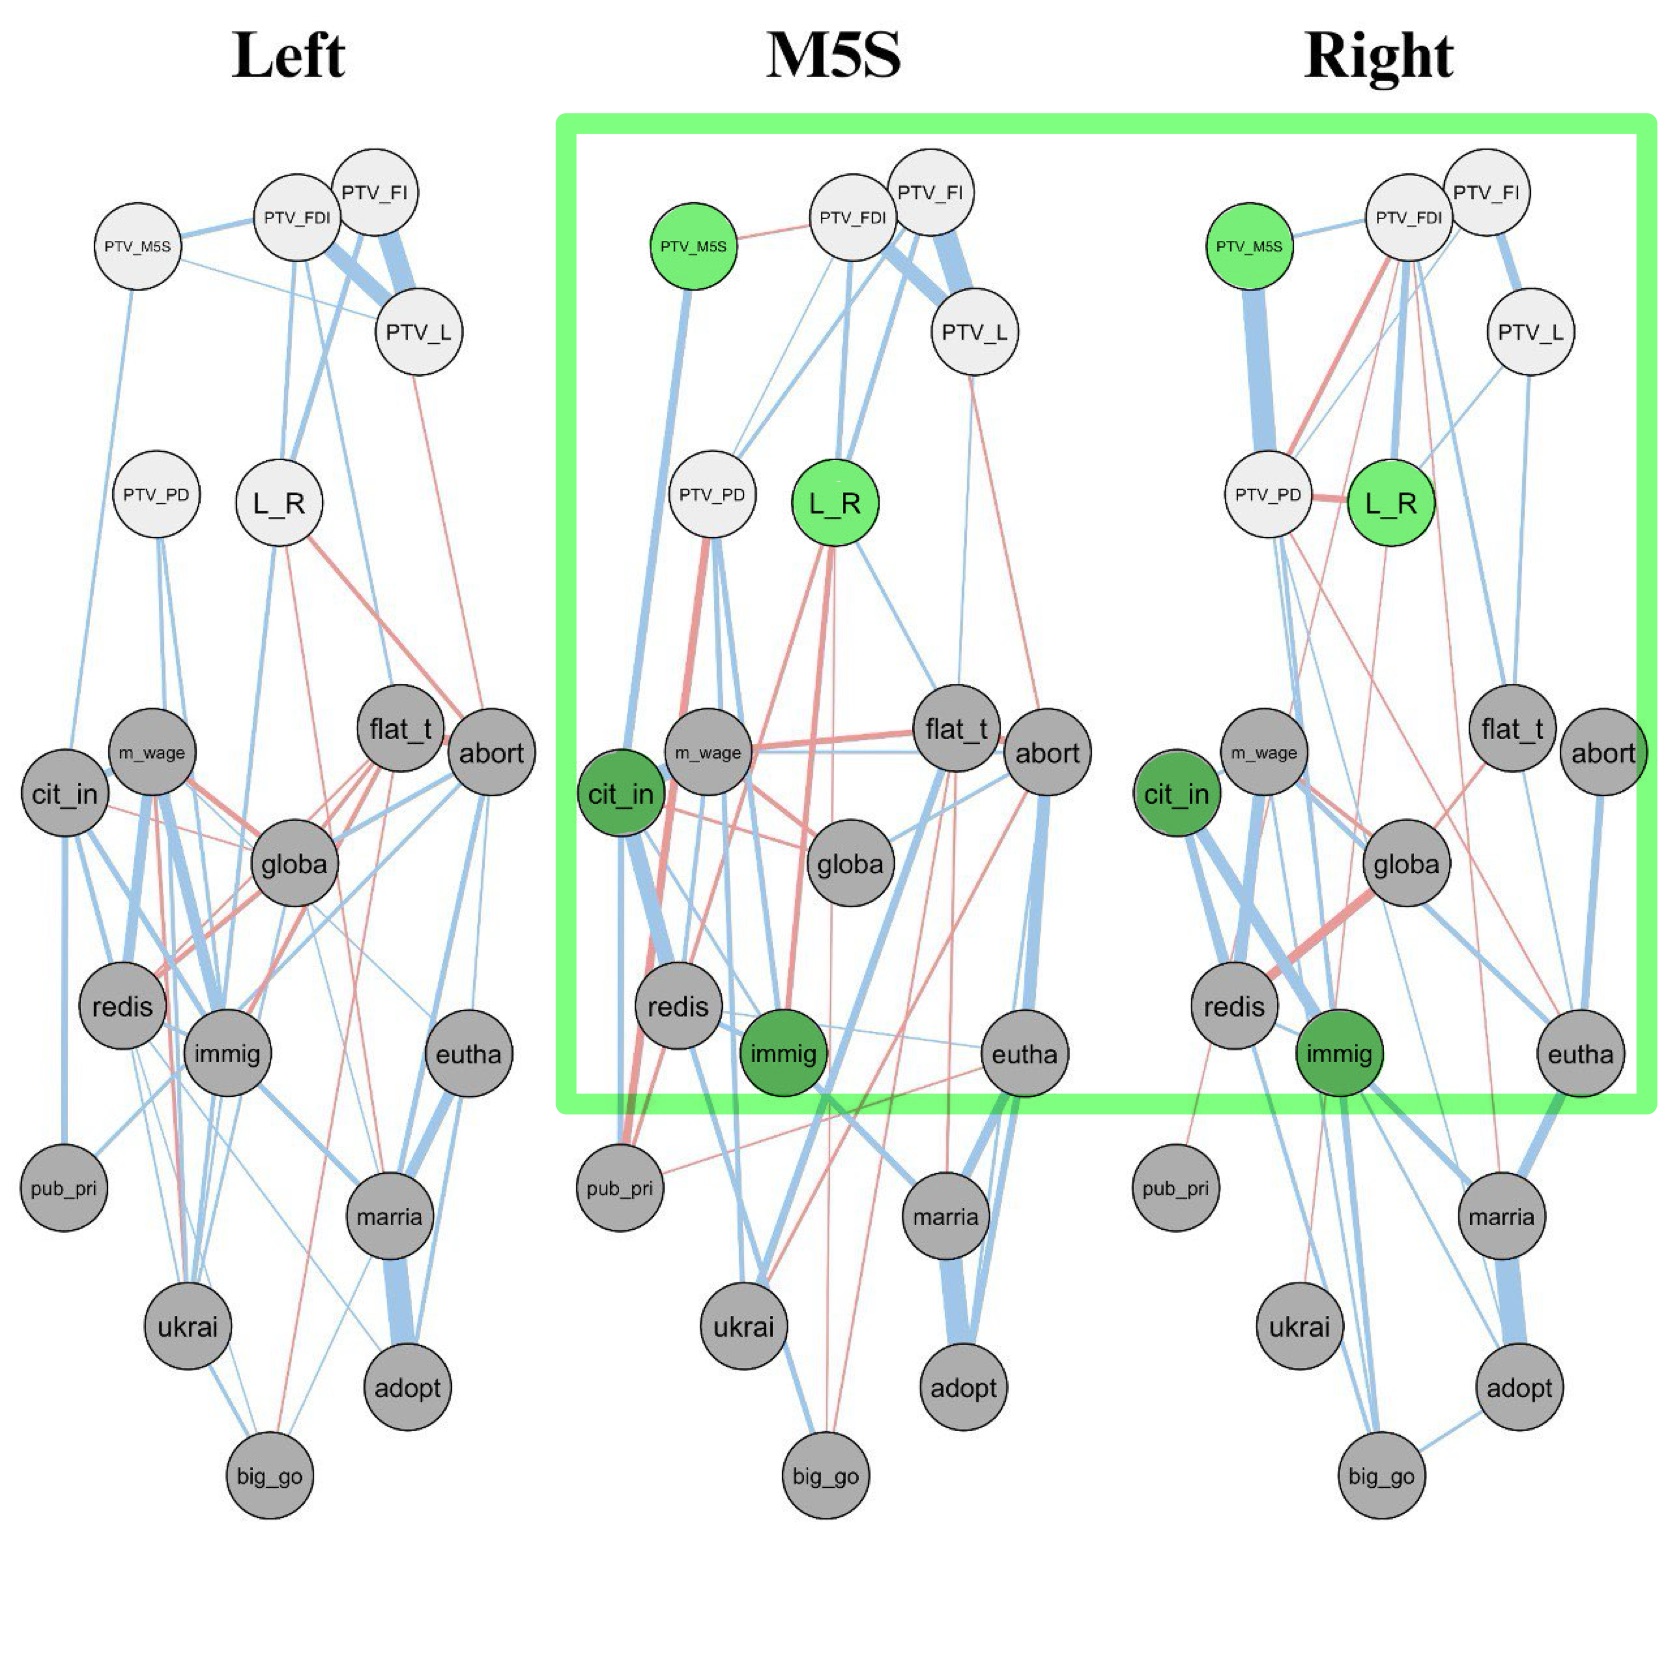 Left
M5S
Right
PTV_FI
PTV_FDI
PTV_M5S
PTV_L
PTV_PD
L_R
flat_t
m_wage
abort
cit_in
globa
redis
immig
eutha
pub_pri
marria
ukrai
adopt
big_go
PTV_FI
PTV_FDI
PTV_M5S
PTV_L
PTV_PD
L_R
flat_t
m_wage
abort
cit_in
globa
redis
immig
eutha
pub_pri
marria
ukrai
adopt
big_go
PTV_FI
PTV_FDI
PTV_M5S
PTV_L
PTV_PD
L_R
flat_t
m_wage
abort
cit_in
globa
redis
immig
eutha
pub_pri
marria
ukrai
adopt
big_go